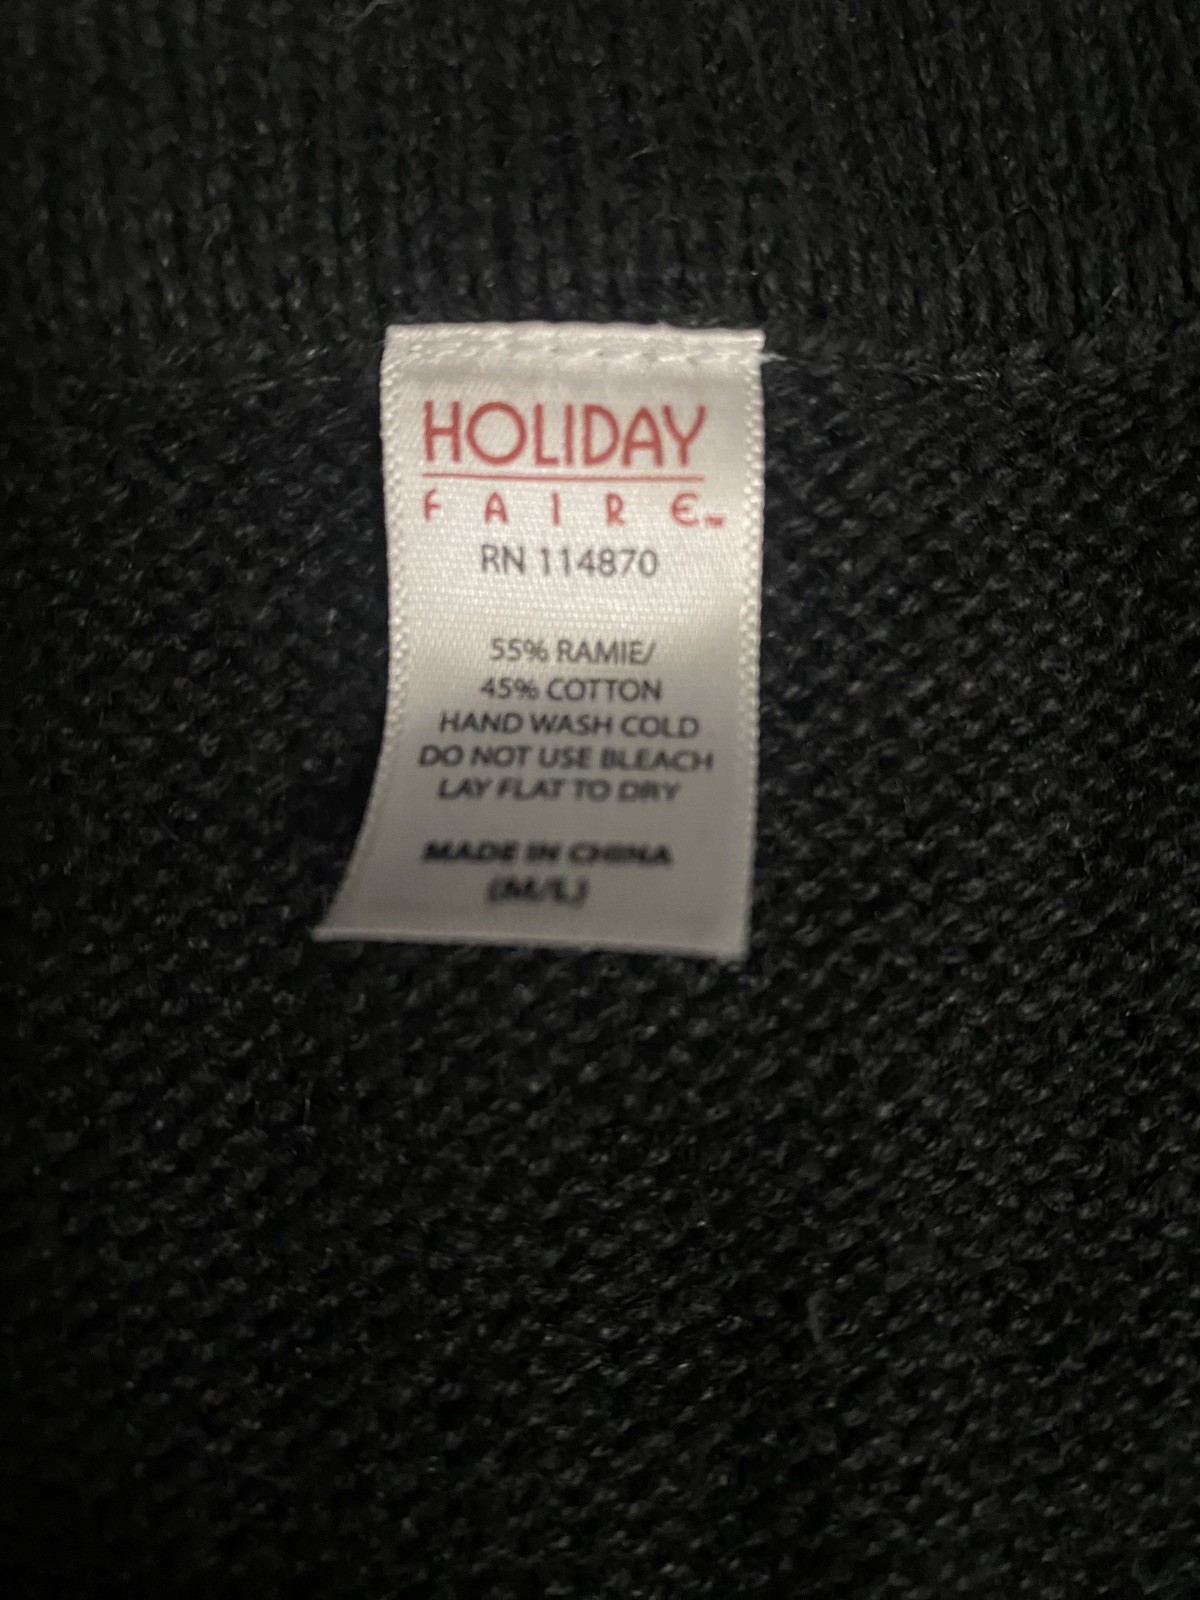 HOLIDAY
FAIRE™
RN 114870
55% RAMIE/
45% COTTON
HAND WASH COLD
DO NOT USE BLEACH
LAY FLAT TO DRY
MADE IN CHINA
(M/L)